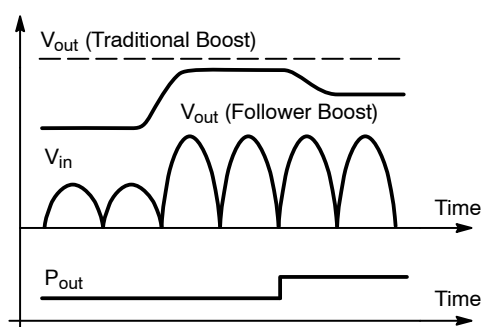 Vout (Traditional Boost)
Vout (Follower Boost)
Vin
Time
Pout
Time